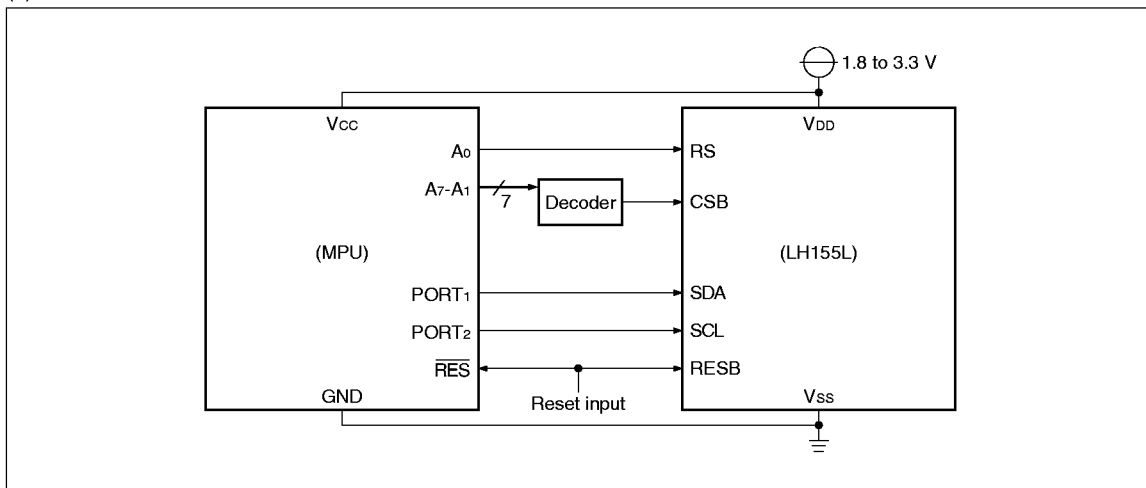 1.8 to 3.3 V
VCC
VDD
A0
RS
A7-A1
7
Decoder
CSB
(MPU)
(LH155L)
PORT1
SDA
PORT2
SCL
RES
RESB
Reset input
GND
VSS